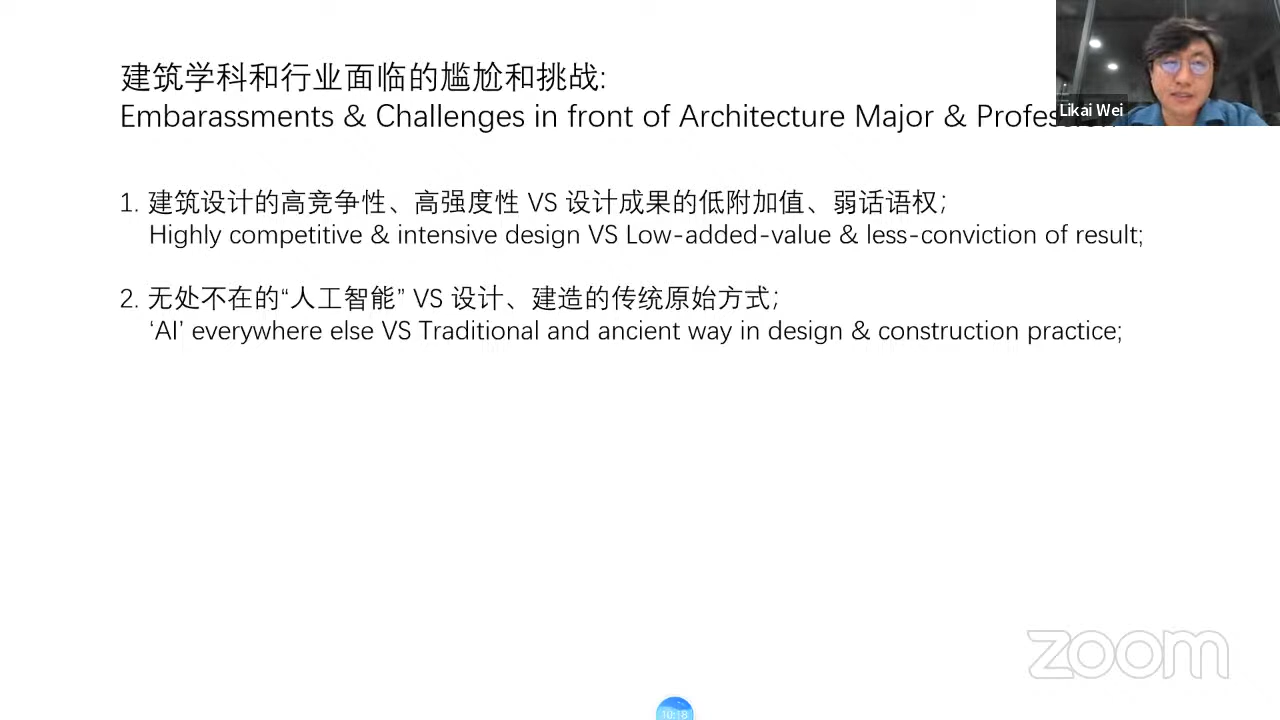 建筑学科和行业面临的尴尬和挑战:
Embarassments & Challenges in front of Architecture Major &
Likai Wei
1. 建筑设计的高竞争性、高强度性 VS 设计成果的低附加值、弱话语权;
Highly competitive & intensive design VS Low-added-value & less-conviction of result;
2. 无处不在的“人工智能” VS 设计、建造的传统原始方式;
‘AI’ everywhere else VS Traditional and ancient way in design & construction practice;
zoom
10:18